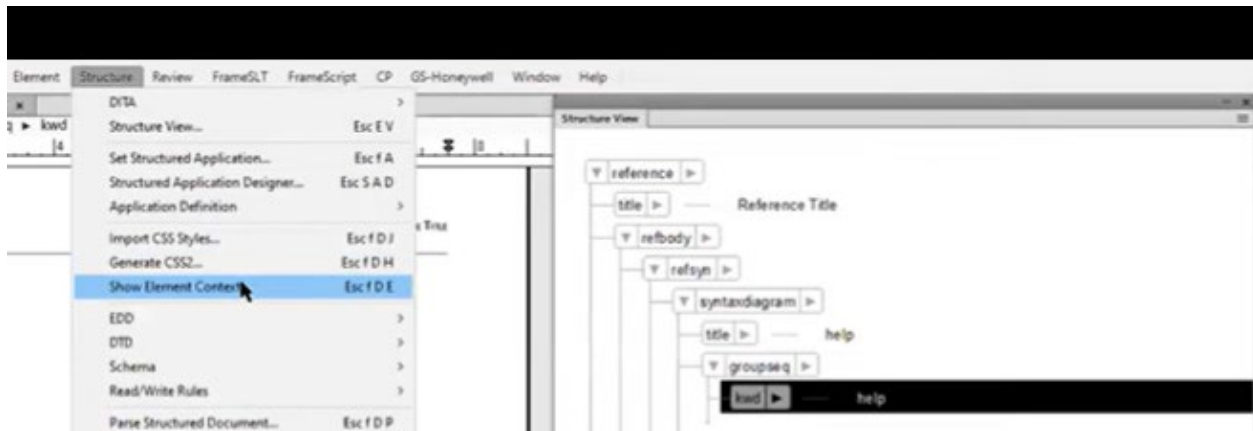 Element Structure Review FrameSLT FrameScript CP GS-Honeywell Window Help
DITA
kwd
Structure View... Esc E V
4
Set Structured Application... Esc f A
Structured Application Designer... Esc S A D
Application Definition
Import CSS Styles... Esc f D J
Generate CSS2... Esc f D H
Show Element Context Esc f D E
EDD
DTD
Schema
Read/Write Rules
Parse Structured Document... Esc f D P
Structure View
reference
title Reference Title
refbody
refsyn
syntaxdiagram
title help
groupseq
kwd help